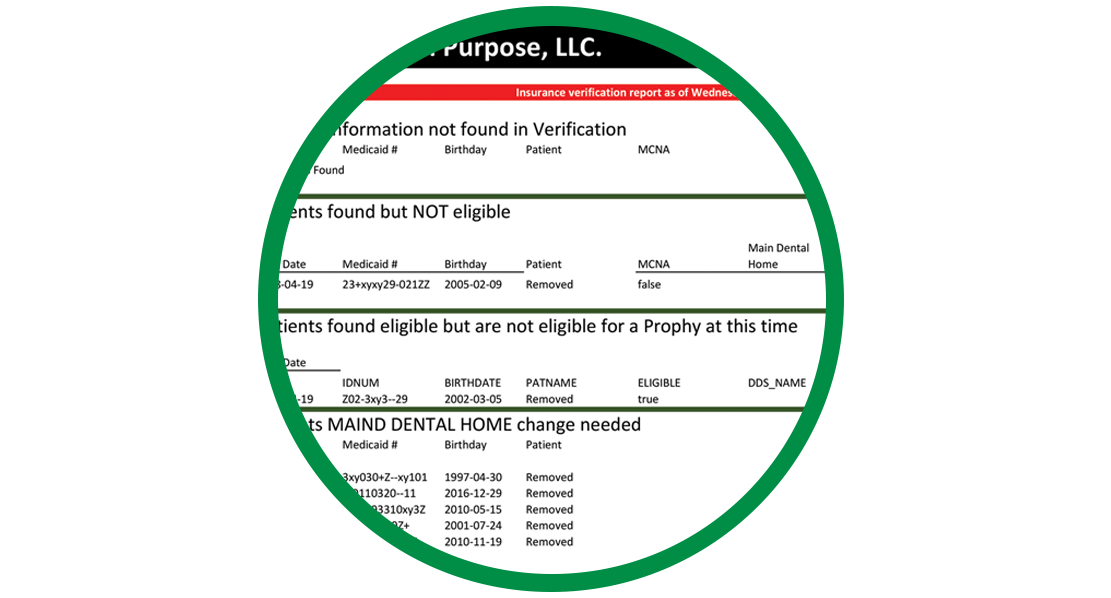 Purpose, LLC.
Insurance verification report as of Wednes
nformation not found in Verification
Medicaid # Birthday Patient MCNA
Found
ents found but NOT eligible
Main Dental
Date Medicaid # Birthday Patient MCNA Home
-04-19 23+xyxy29-021ZZ 2005-02-09 Removed false
tients found eligible but are not eligible for a Prophy at this time
Date
IDNUM BIRTHDATE PATNAME ELIGIBLE DDS_NAME
-19 Z02-3xy3--29 2002-03-05 Removed true
ts MAIND DENTAL HOME change needed
Medicaid # Birthday Patient
3xy030+Z--xy101 1997-04-30 Removed
110320--11 2016-12-29 Removed
93310xy3Z 2010-05-15 Removed
Z+ 2001-07-24 Removed
2010-11-19 Removed